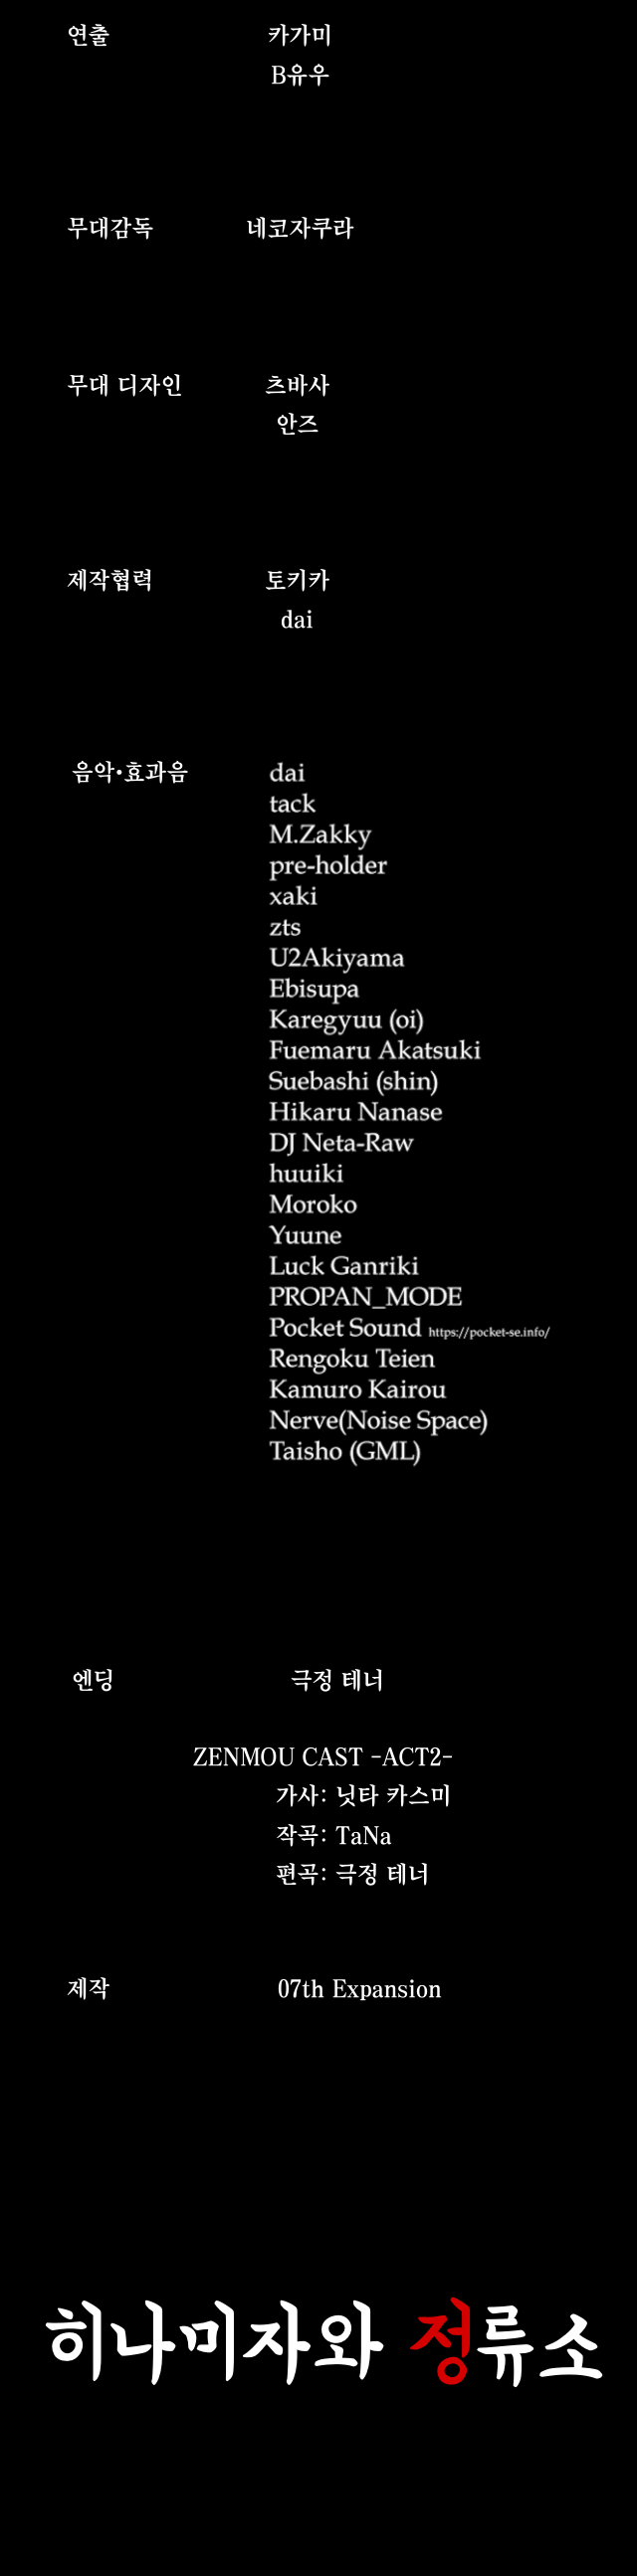 연출 카가미
B유우
무대감독 네코자쿠라
무대 디자인 츠바사
안즈
제작협력 토키카
dai
음악•효과음 dai
tack
M.Zakky
pre-holder
xaki
zts
U2Akiyama
Ebisupa
Karegyuu (oi)
Fuemaru Akatsuki
Suebashi (shin)
Hikaru Nanase
DJ Neta-Raw
huuiki
Moroko
Yuune
Luck Ganriki
PROPAN_MODE
Pocket Sound https://pocket-se.info/
Rengoku Teien
Kamuro Kairou
Nerve(Noise Space)
Taisho (GML)
엔딩 극정 테너
ZENMOU CAST -ACT2-
가사: 닛타 카스미
작곡: TaNa
편곡: 극정 테너
제작 07th Expansion
히나미자와 정류소